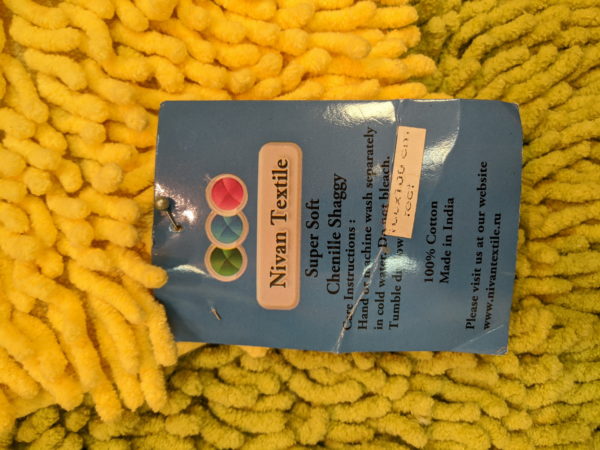 Nivan Textile
Super Soft
Chenille Shaggy
Care Instructions :
Hand or machine wash separately
in cold water. Do not bleach.
Tumble
100% Cotton
Made in India
Please visit us at our website
www.nivantextile.ru